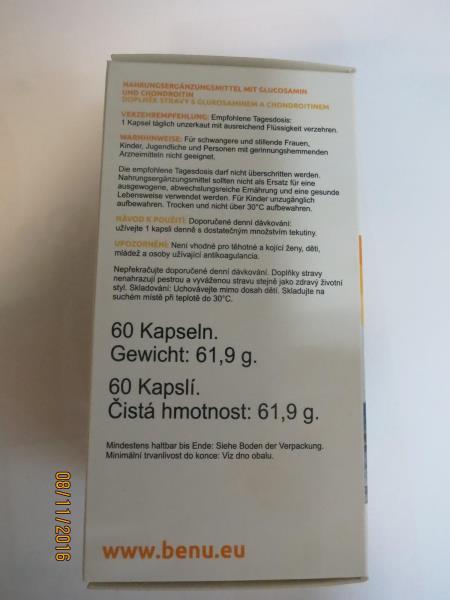 NAHRUNGSERGÄNZUNGSMITTEL MIT GLUCOSAMIN
UND CHONDROITIN
DOPLNĚK STRAVY S GLUKOSAMINEM A CHONDROITINEM
VERZEHREMPFEHLUNG: Empfohlene Tagesdosis:
1 Kapsel täglich unzerkaut mit ausreichend Flüssigkeit verzehren.
WARNHINWEISE: Für schwangere und stillende Frauen,
Kinder, Jugendliche und Personen mit gerinnungshemmenden
Arzneimitteln nicht geeignet.
Die empfohlene Tagesdosis darf nicht überschritten werden.
Nahrungsergänzungsmittel sollten nicht als Ersatz für eine
ausgewogene, abwechslungsreiche Ernährung und eine gesunde
Lebensweise verwendet werden. Für Kinder unzugänglich
aufbewahren. Trocken und nicht über 30°C aufbewahren.
NÁVOD K POUŽITÍ: Doporučené denní dávkování:
užívejte 1 kapsli denně s dostatečným množstvím tekutiny.
UPOZORNĚNÍ: Není vhodné pro těhotné a kojící ženy, děti,
mládež a osoby užívající antikoagulancia.
Nepřekračujte doporučené denní dávkování. Doplňky stravy
nenahrazují pestrou a vyváženou stravu stejně jako zdravý životní
styl. Skladování: Uchovávejte mimo dosah dětí. Skladujte na
suchém místě při teplotě do 30°C.
60 Kapseln.
Gewicht: 61,9 g.
60 Kapslí.
Čistá hmotnost: 61,9 g.
Mindestens haltbar bis Ende: Siehe Boden der Verpackung.
Minimální trvanlivost do konce: Viz dno obalu.
www.benu.eu
08/11/2016